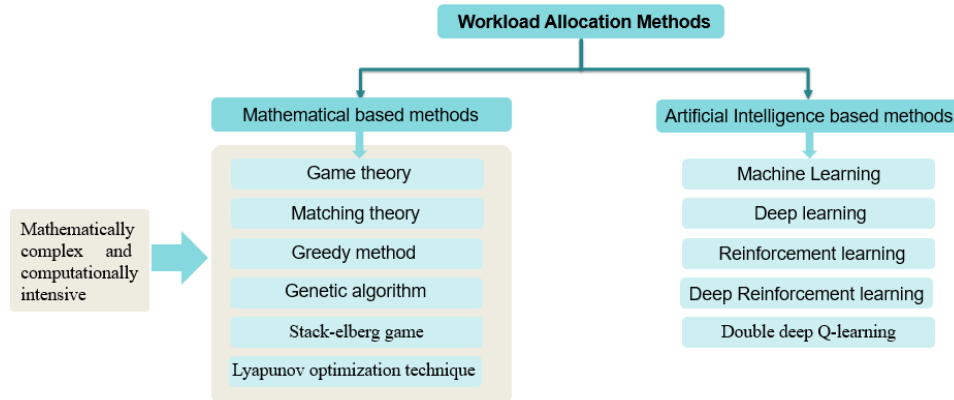 Workload Allocation Methods
Mathematical based methods
Artificial Intelligence based methods
Game theory
Matching theory
Greedy method
Genetic algorithm
Stack-elberg game
Lyapunov optimization technique
Mathematically
complex and
computationally
intensive
Machine Learning
Deep learning
Reinforcement learning
Deep Reinforcement learning
Double deep Q-learning